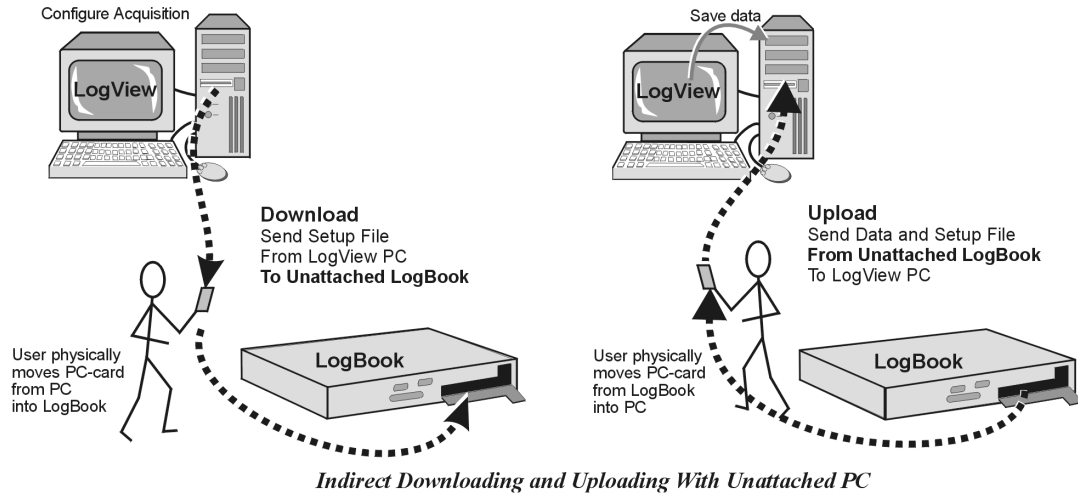 Configure Acquisition
LogView
Download
Send Setup File
From LogView PC
To Unattached LogBook
User physically
moves PC-card
from PC
into LogBook
LogBook
Save data
LogView
Upload
Send Data and Setup File
From Unattached LogBook
To LogView PC
User physically
moves PC-card
from LogBook
into PC
LogBook
Indirect Downloading and Uploading With Unattached PC